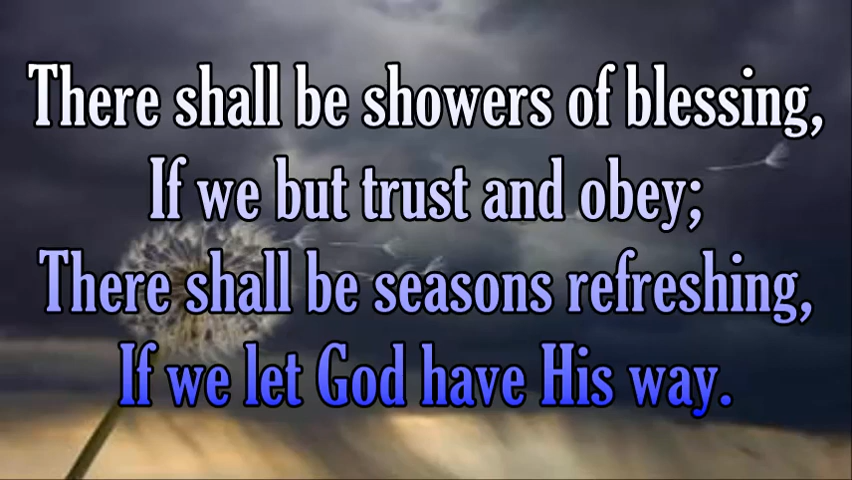 There shall be showers of blessing,
If we but trust and obey;
There shall be seasons refreshing,
If we let God have His way.